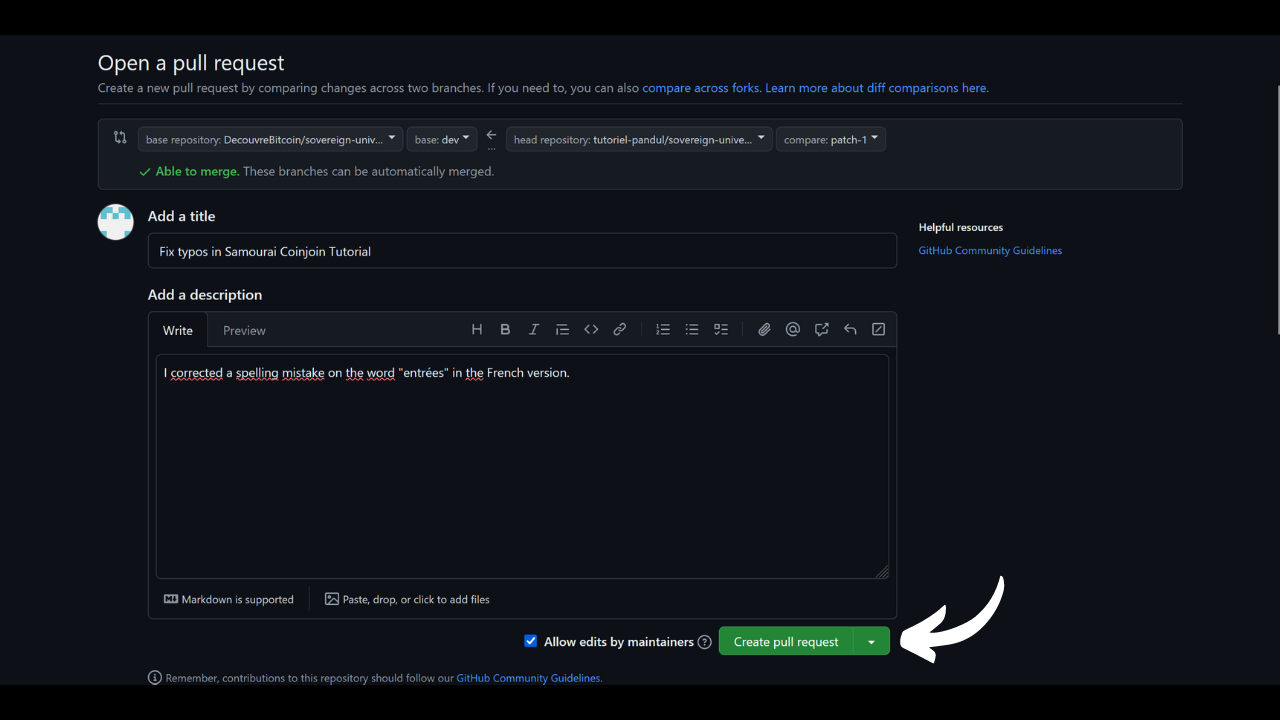 Open a pull request
Create a new pull request by comparing changes across two branches. If you need to, you can also compare across forks. Learn more about diff comparisons here.
base repository: DecouvreBitcoin/sovereign-univ... base: dev ... head repository: tutoriel-pandul/sovereign-unive... compare: patch-1
Able to merge. These branches can be automatically merged.
Add a title
Helpful resources
Fix typos in Samourai Coinjoin Tutorial
GitHub Community Guidelines
Add a description
Write Preview H B I
I corrected a spelling mistake on the word "entrées" in the French version.
Markdown is supported Paste, drop, or click to add files
Allow edits by maintainers ? Create pull request
Remember, contributions to this repository should follow our GitHub Community Guidelines.